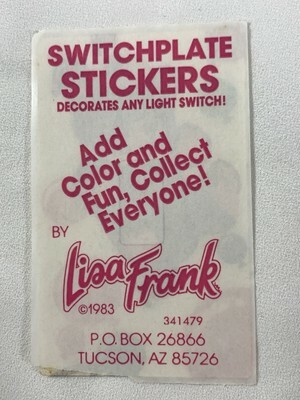 SWITCHPLATE
STICKERS
DECORATES ANY LIGHT SWITCH!
Add
Color and
Fun, Collect
Everyone!
BY
Lisa Frank
©1983
341479
P.O. BOX 26866
TUCSON, AZ 85726